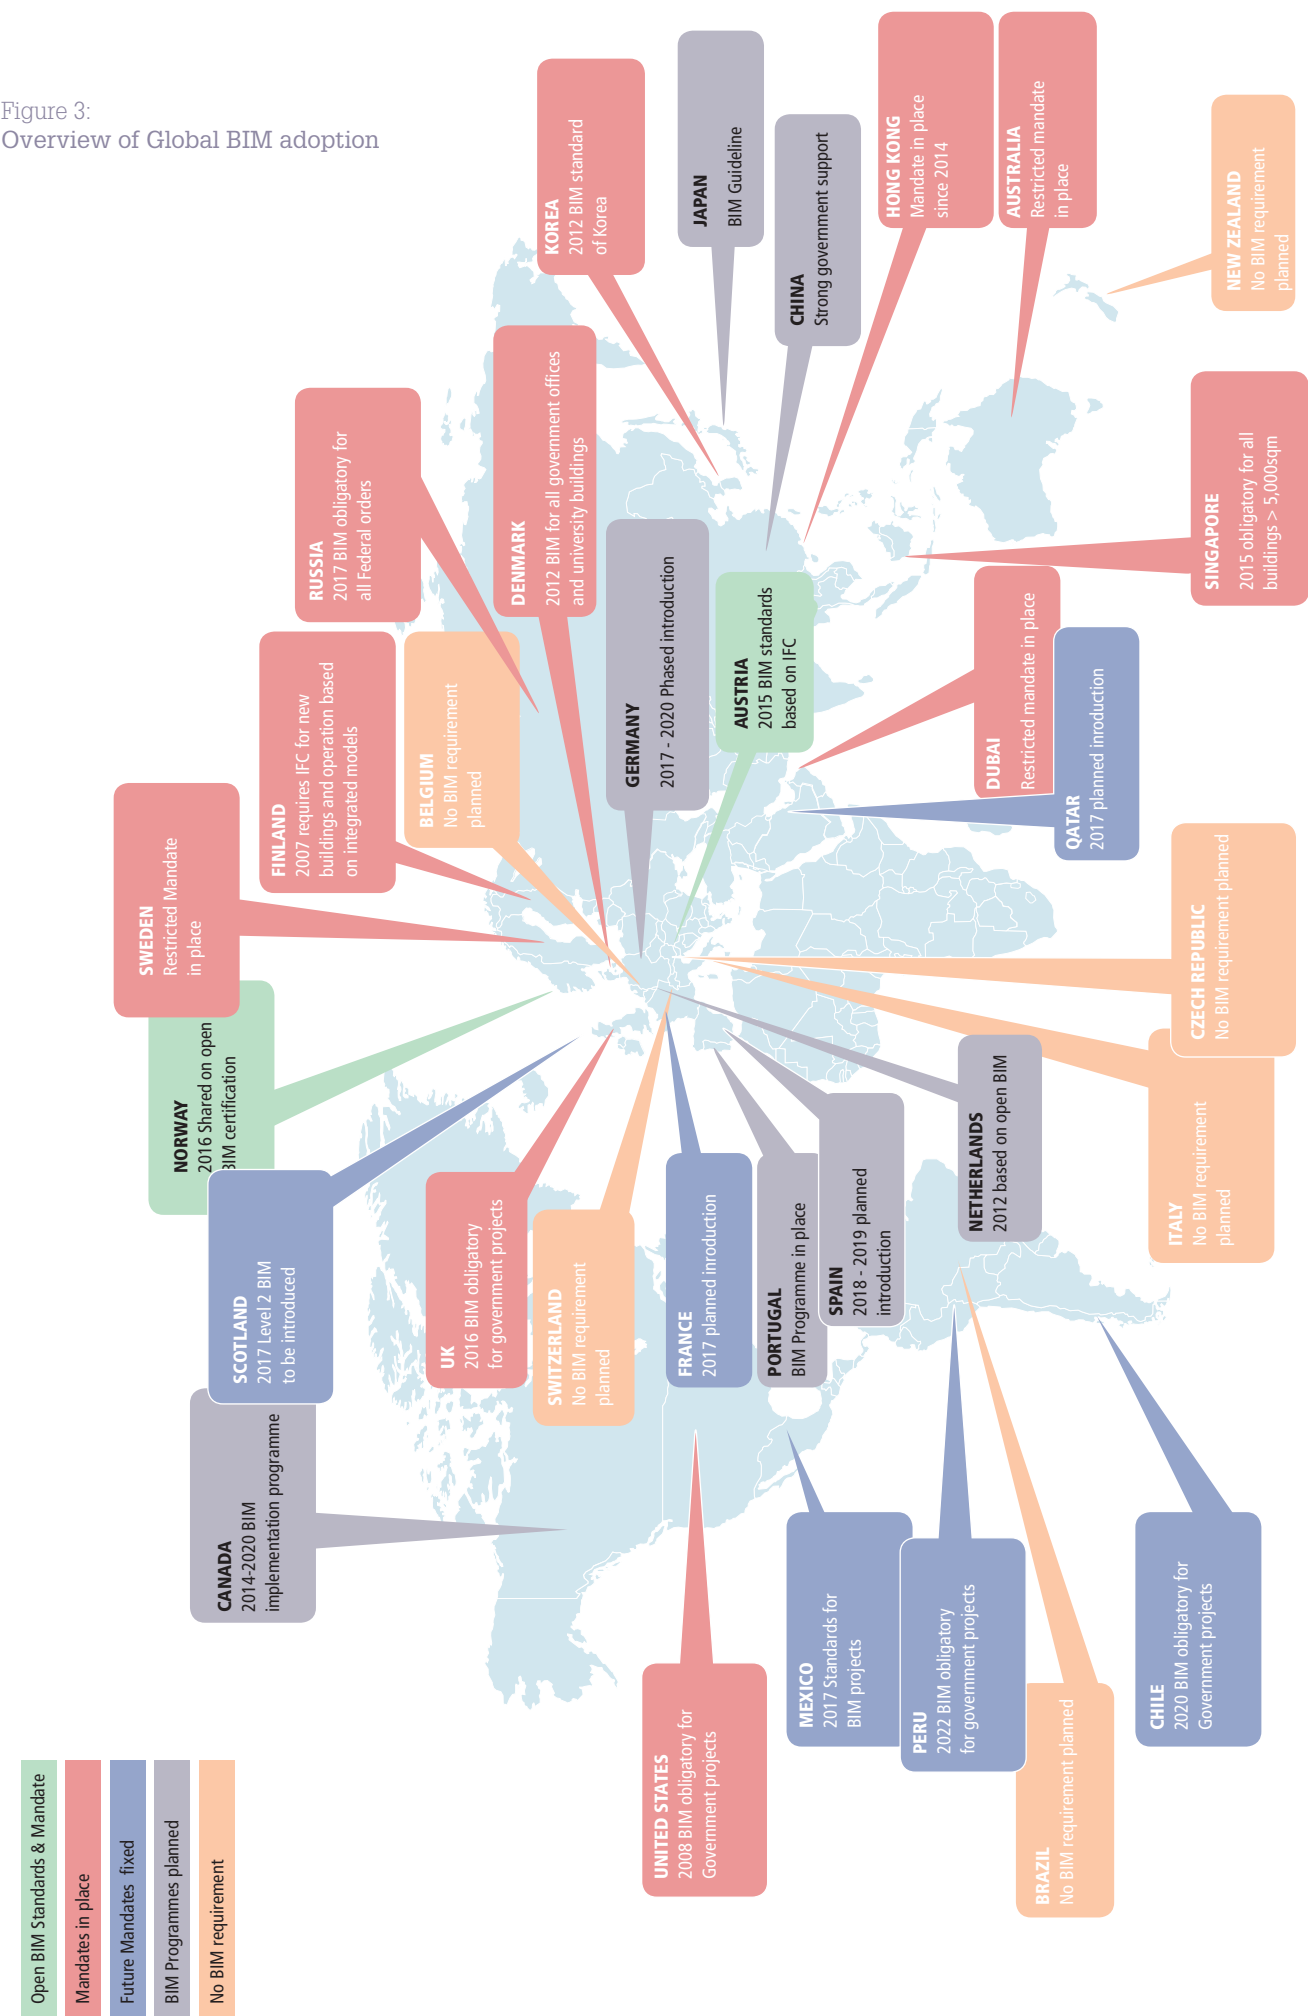 Figure 3:
Overview of Global BIM adoption
Open BIM Standards & Mandate
Mandates in place
Future Mandates fixed
BIM Programmes planned
No BIM requirement
CANADA
2014-2020 BIM
implementation programme
SCOTLAND
2017 Level 2 BIM
to be introduced
NORWAY
2016 Shared on open
BIM certification
SWEDEN
Restricted Mandate
in place
FINLAND
2007 requires IFC for new
buildings and operation based
on integrated models
RUSSIA
2017 BIM obligatory for
all Federal orders
BELGIUM
No BIM requirement
planned
DENMARK
2012 BIM for all government offices
and university buildings
KOREA
2012 BIM standard
of Korea
UK
2016 BIM obligatory
for government projects
SWITZERLAND
No BIM requirement
planned
GERMANY
2017 - 2020 Phased introduction
JAPAN
BIM Guideline
UNITED STATES
2008 BIM obligatory for
Government projects
FRANCE
2017 planned inroduction
AUSTRIA
2015 BIM standards
based on IFC
CHINA
Strong government support
PORTUGAL
BIM Programme in place
SPAIN
2018 - 2019 planned
introduction
HONG KONG
Mandate in place
since 2014
MEXICO
2017 Standards for
BIM projects
PERU
2022 BIM obligatory
for government projects
NETHERLANDS
2012 based on open BIM
DUBAI
Restricted mandate in place
AUSTRALIA
Restricted mandate
in place
QATAR
2017 planned inroduction
BRAZIL
No BIM requirement planned
CHILE
2020 BIM obligatory for
Government projects
ITALY
No BIM requirement
planned
CZECH REPUBLIC
No BIM requirement planned
SINGAPORE
2015 obligatory for all
buildings > 5,000sqm
NEW ZEALAND
No BIM requirement
planned